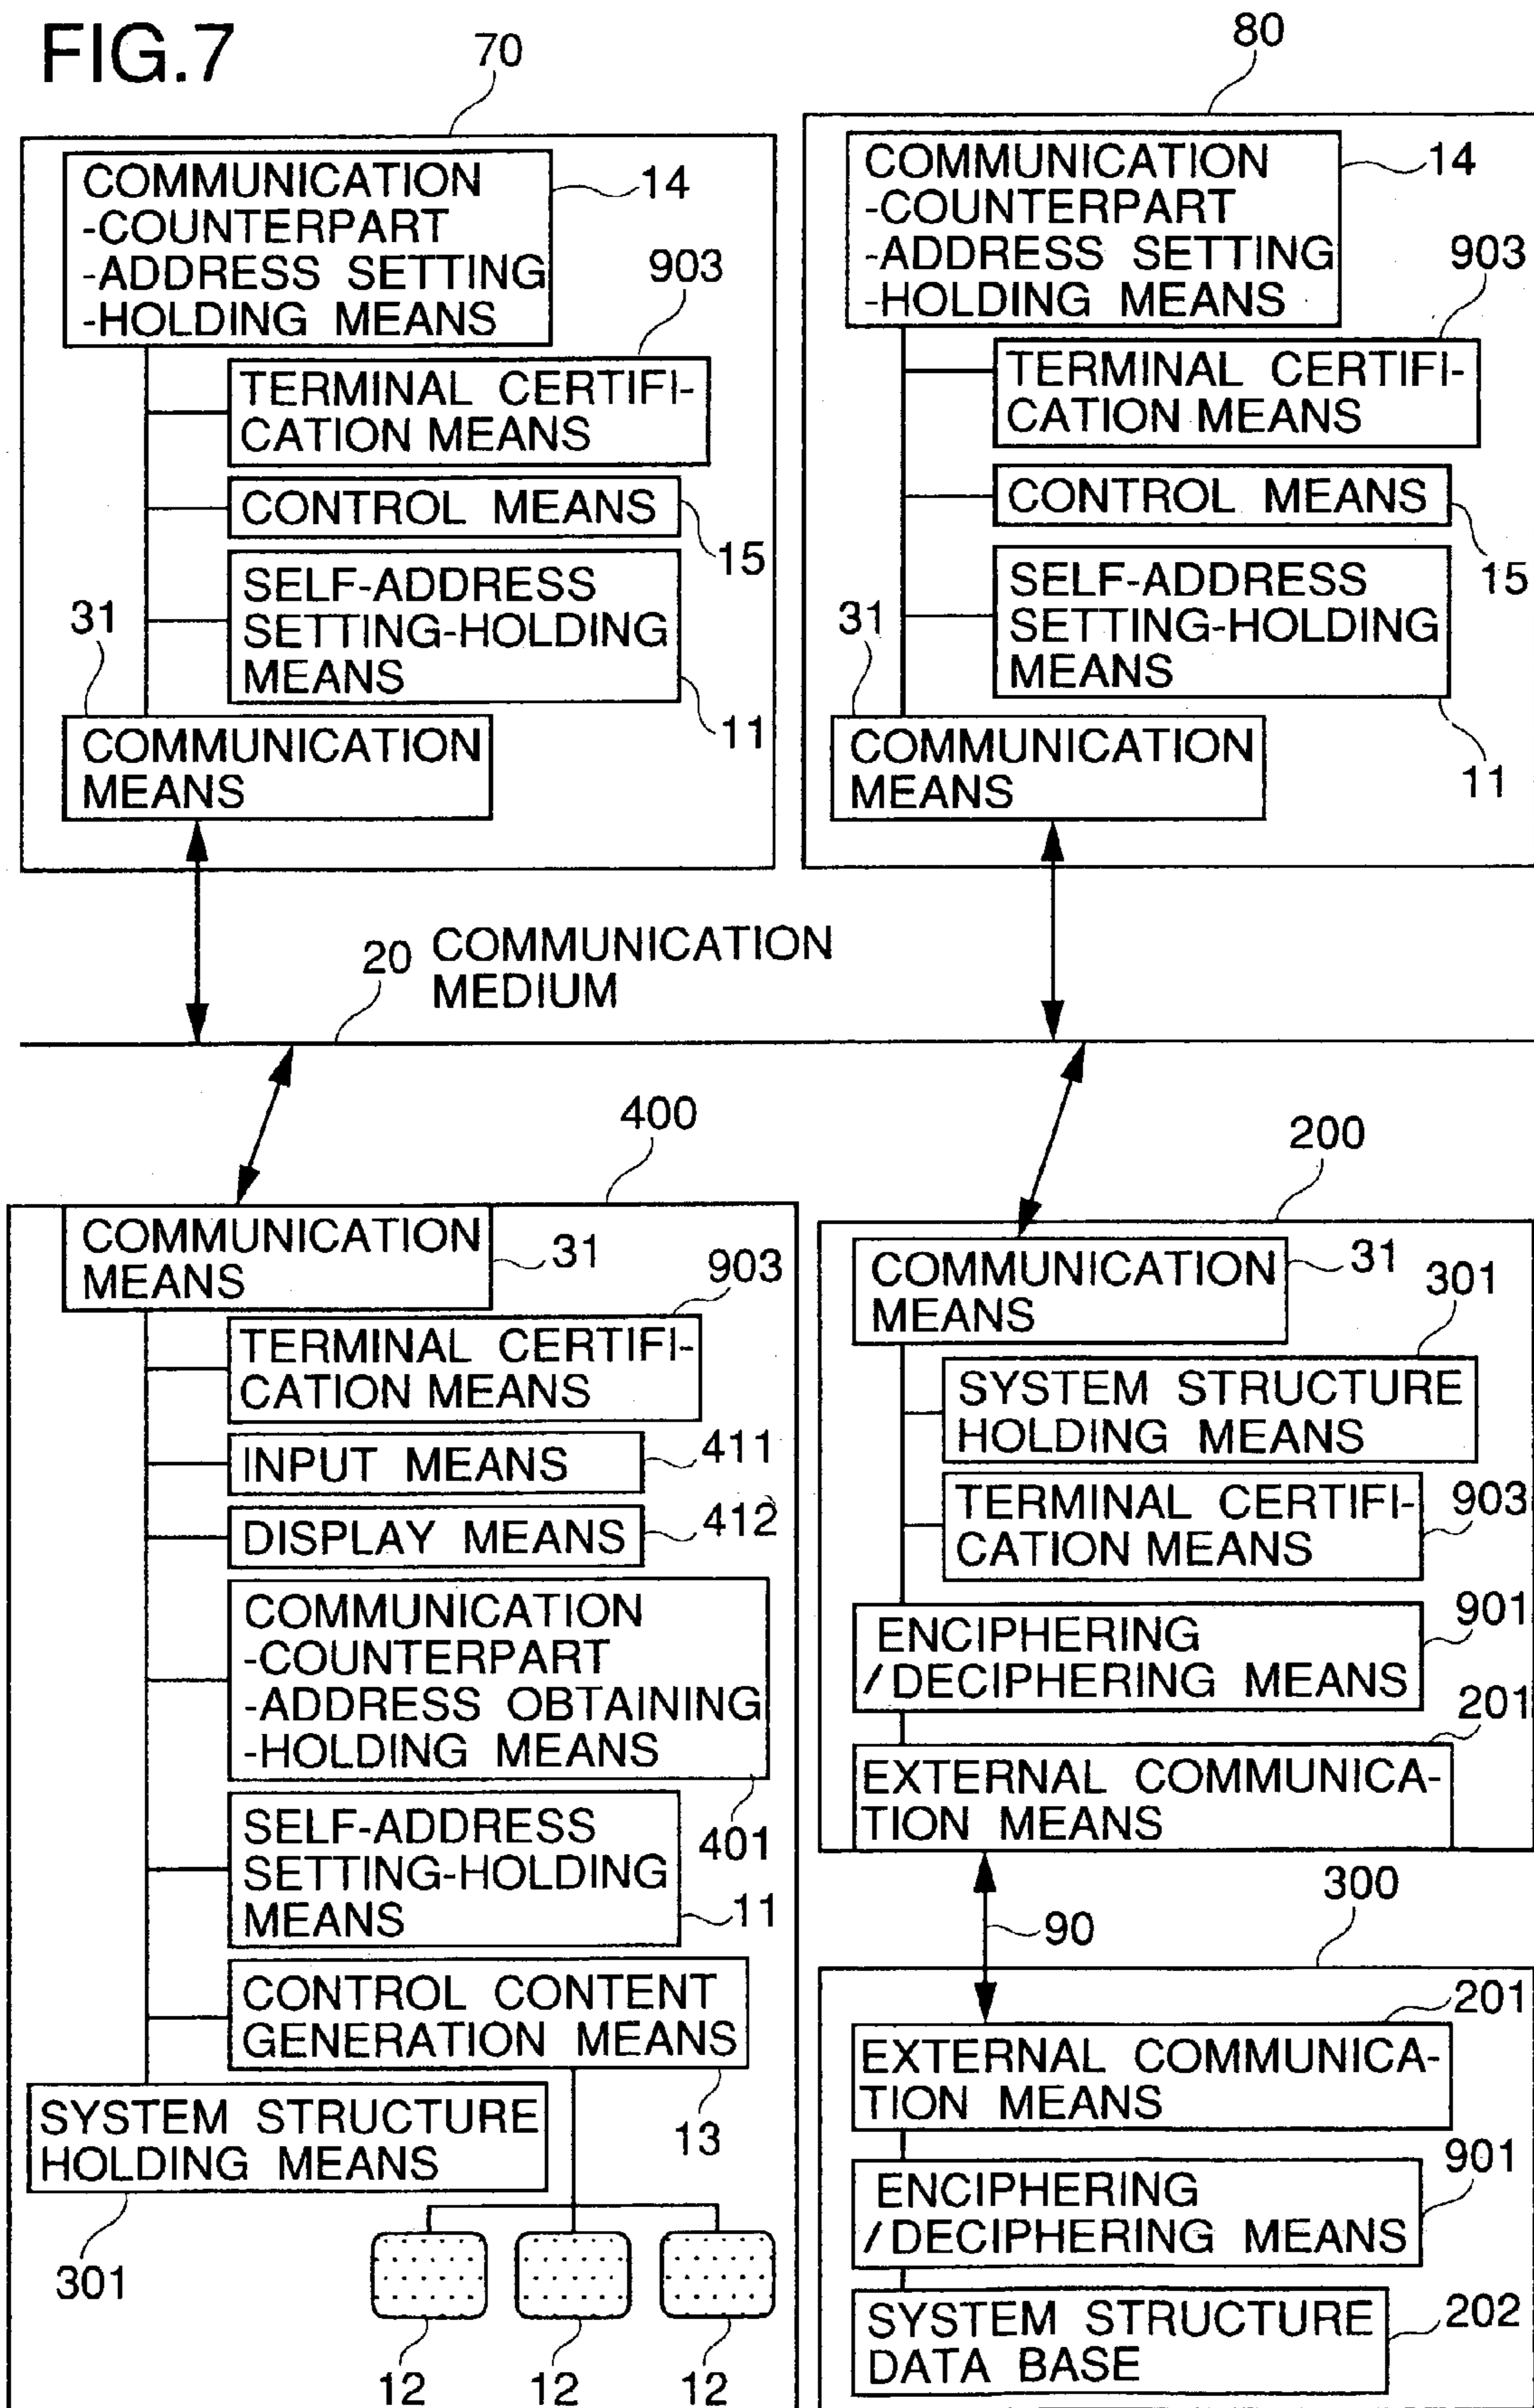 FIG.7
70
80
COMMUNICATION
-COUNTERPART
-ADDRESS SETTING
-HOLDING MEANS
14
903
TERMINAL CERTIFI-
CATION MEANS
CONTROL MEANS
15
SELF-ADDRESS
SETTING-HOLDING
MEANS
11
31
COMMUNICATION
MEANS
COMMUNICATION
-COUNTERPART
-ADDRESS SETTING
-HOLDING MEANS
14
903
TERMINAL CERTIFI-
CATION MEANS
CONTROL MEANS
15
SELF-ADDRESS
SETTING-HOLDING
MEANS
11
31
COMMUNICATION
MEANS
20 COMMUNICATION
MEDIUM
400
COMMUNICATION
MEANS
31
903
TERMINAL CERTIFI-
CATION MEANS
INPUT MEANS
411
DISPLAY MEANS
412
COMMUNICATION
-COUNTERPART
-ADDRESS OBTAINING
-HOLDING MEANS
401
SELF-ADDRESS
SETTING-HOLDING
MEANS
11
CONTROL CONTENT
GENERATION MEANS
13
SYSTEM STRUCTURE
HOLDING MEANS
301
12
12
12
200
COMMUNICATION
MEANS
31
301
SYSTEM STRUCTURE
HOLDING MEANS
TERMINAL CERTIFI-
CATION MEANS
903
ENCIPHERING
/DECIPHERING MEANS
901
201
EXTERNAL COMMUNICA-
TION MEANS
90
300
201
EXTERNAL COMMUNICA-
TION MEANS
901
ENCIPHERING
/DECIPHERING MEANS
SYSTEM STRUCTURE
DATA BASE
202